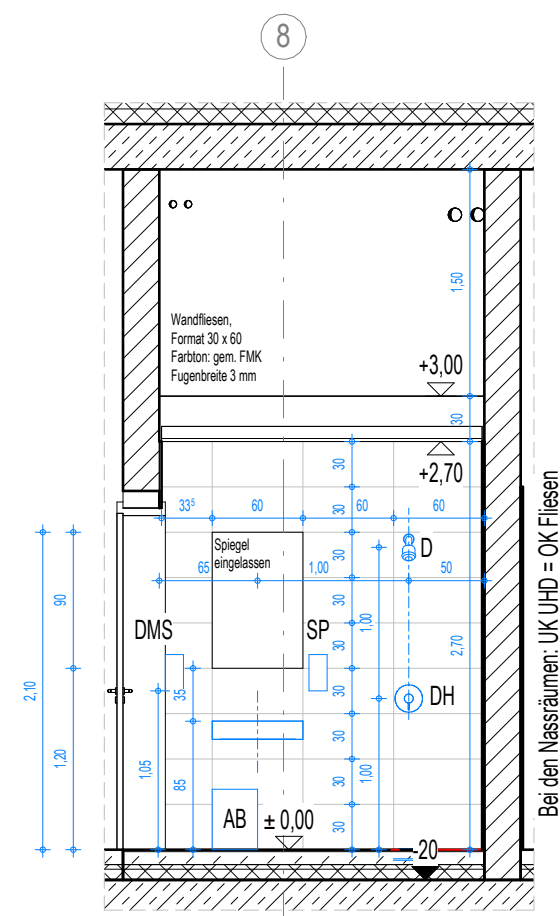 8
1,50
Wandfliesen,
Format 30 x 60
Farbton: gem. FMK
Fugenbreite 3 mm
+3,00
30
+2,70
30
33⁵ 60 60 60
30
Spiegel
eingelassen
D
65 1,00 50
30
90
1,00
DMS SP
2,10
30
2,70
35
30
DH
1,20
30
1,05
85
1,00
30
30
AB
± 0,00
30
-20
Bei den Nassräumen: UK UHD = OK Fliesen